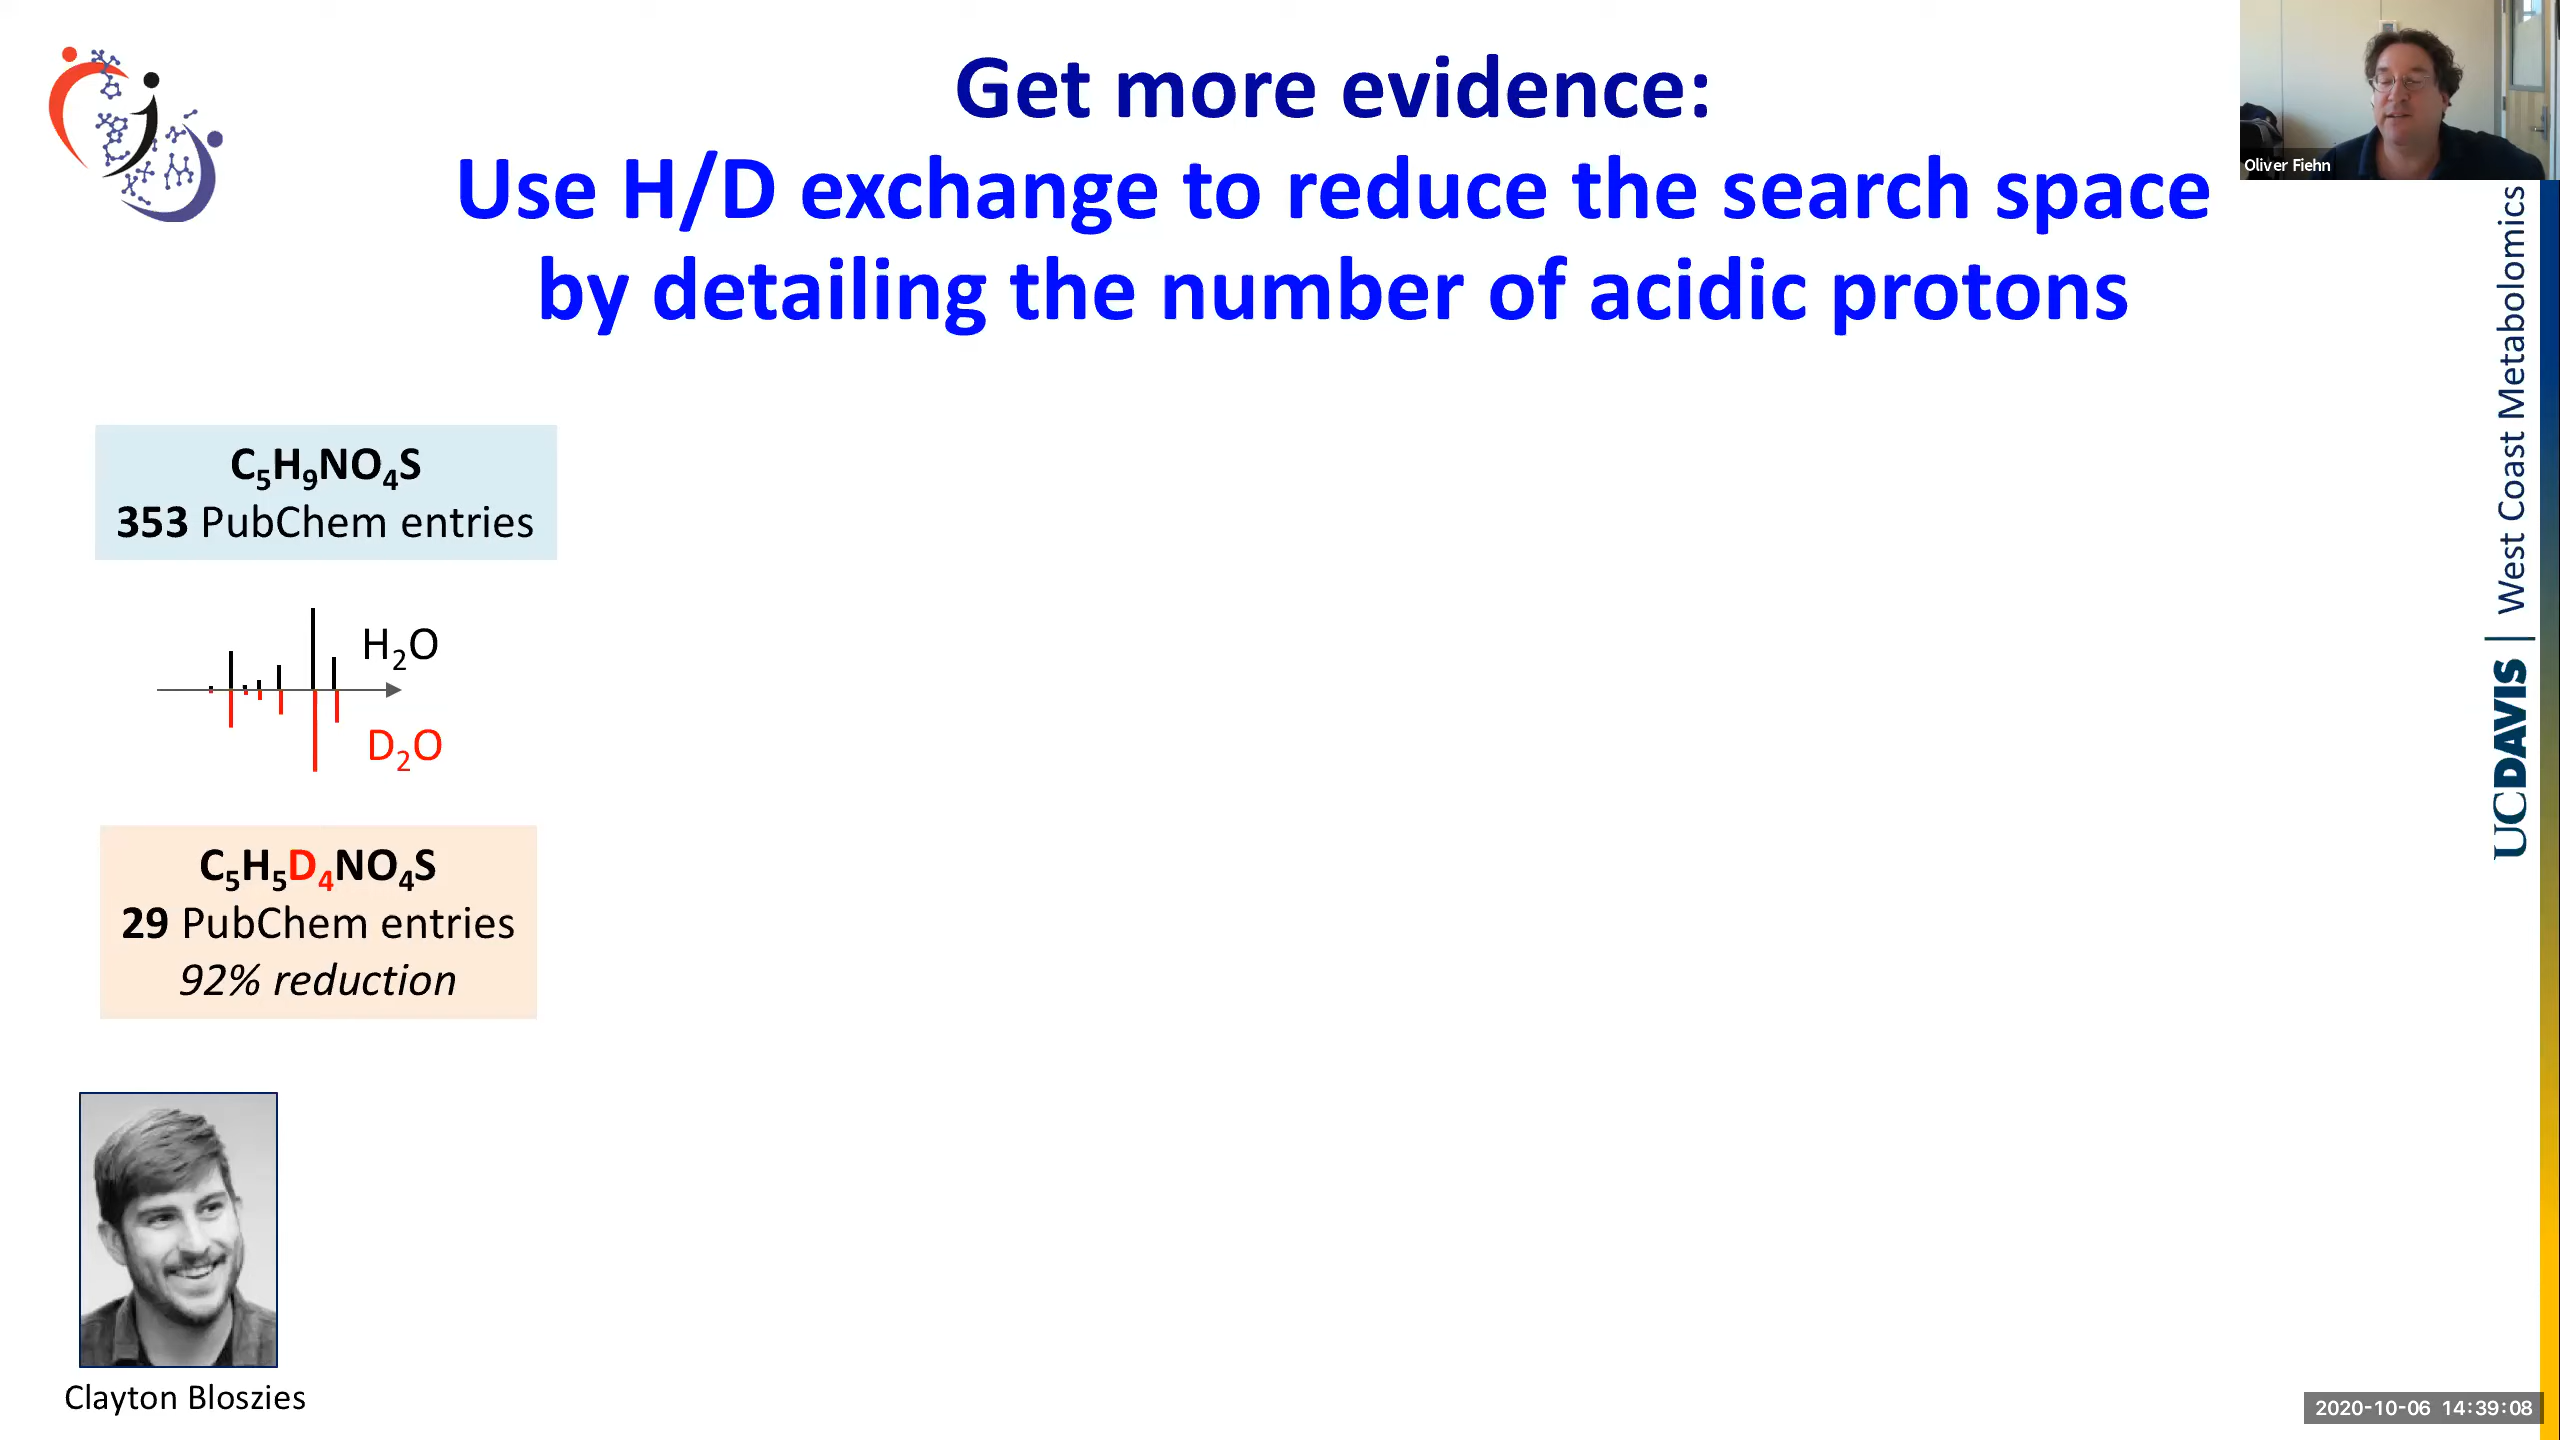 Get more evidence:
Use H/D exchange to reduce the search space
by detailing the number of acidic protons
Oliver Fiehn
C₅H₉NO₄S
353 PubChem entries
H₂O
D₂O
C₅H₅D₄NO₄S
29 PubChem entries
92% reduction
Clayton Bloszies
UCDAVIS | West Coast Metabolomics
2020-10-06 14:39:08